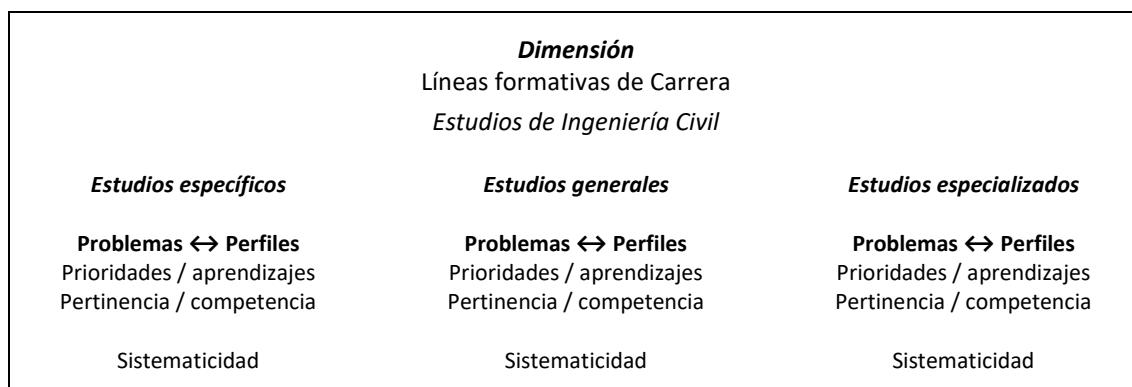 Dimensión
Líneas formativas de Carrera
Estudios de Ingeniería Civil
Estudios específicos
Problemas ↔ Perfiles
Prioridades / aprendizajes
Pertinencia / competencia
Sistematicidad
Estudios generales
Problemas ↔ Perfiles
Prioridades / aprendizajes
Pertinencia / competencia
Sistematicidad
Estudios especializados
Problemas ↔ Perfiles
Prioridades / aprendizajes
Pertinencia / competencia
Sistematicidad